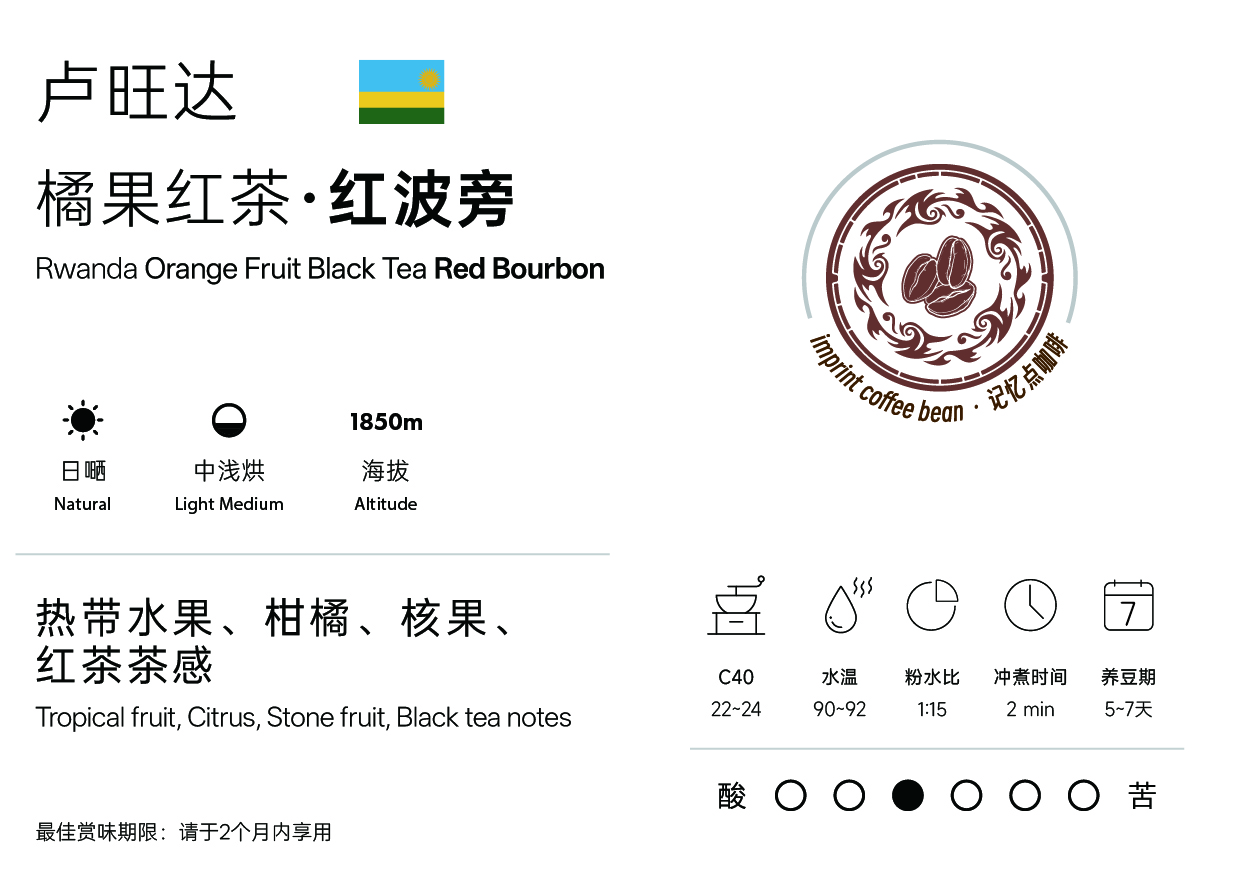 卢旺达
橘果红茶·红波旁
Rwanda Orange Fruit Black Tea Red Bourbon
1850m
日晒
中浅烘
海拔
Natural
Light Medium
Altitude
热带水果、柑橘、核果、
红茶茶感
Tropical fruit, Citrus, Stone fruit, Black tea notes
最佳赏味期限：请于2个月内享用
imprint coffee bean · 记忆点咖啡
7
C40
水温
粉水比
冲煮时间
养豆期
22~24
90~92
1:15
2 min
5~7天
酸
苦